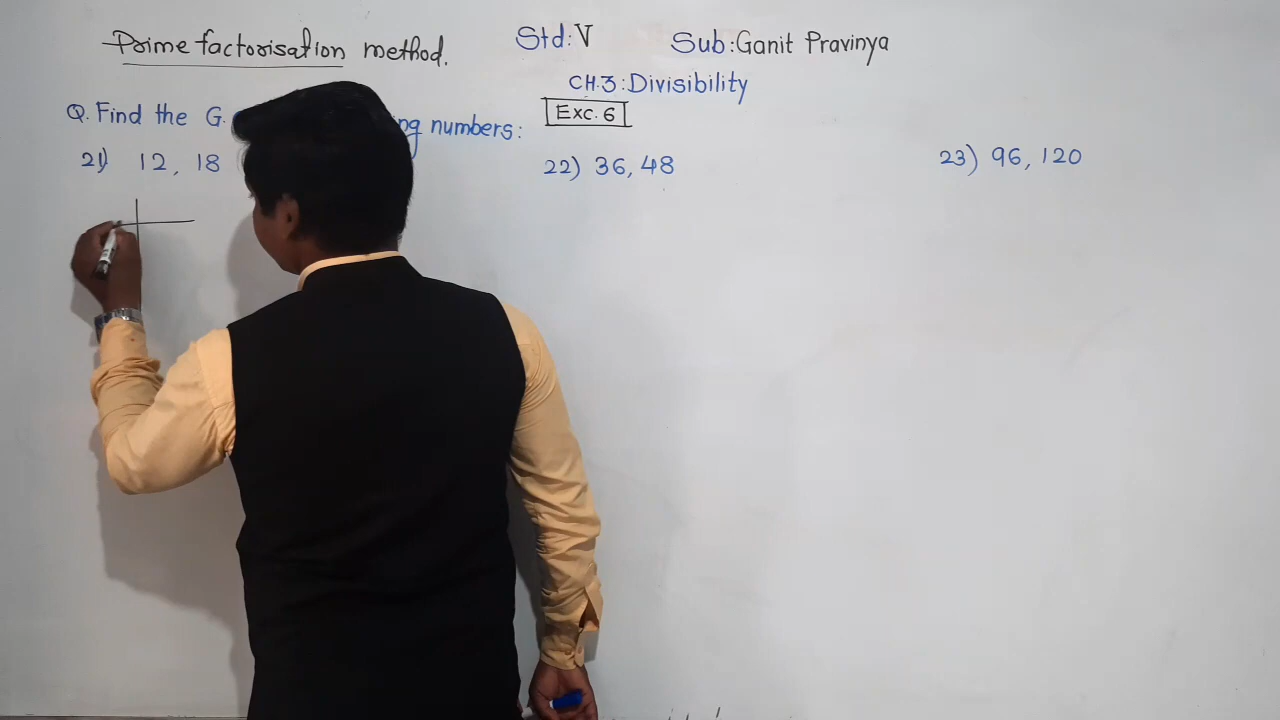 Prime factorisation method.
Std: V
Sub: Ganit Pravinya
CH.3: Divisibility
Exc. 6
Q. Find the G. numbers:
21) 12, 18
22) 36, 48
23) 96, 120